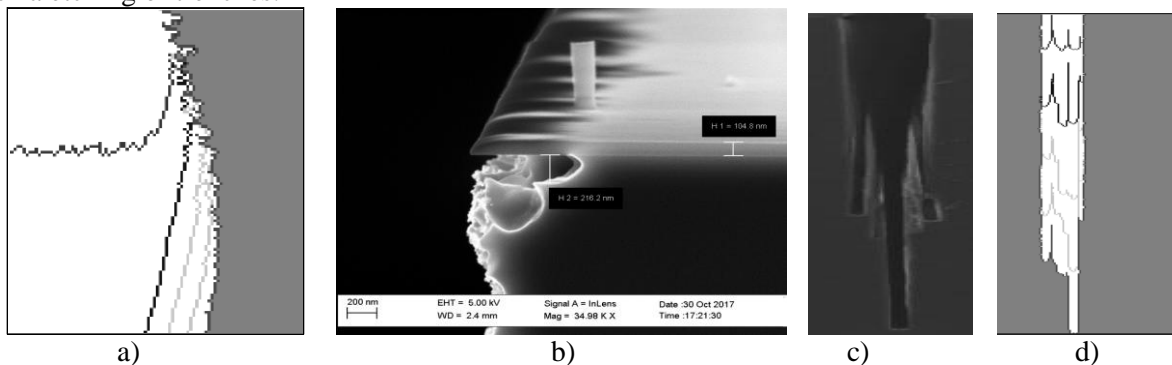 H 1 = 104.8 nm
H 2 = 216.2 nm
200 nm
EHT = 5.00 kV
Signal A = InLens
Date :30 Oct 2017
WD = 2.4 mm
Mag = 34.98 K X
Time :17:21:30
a)
b)
c)
d)